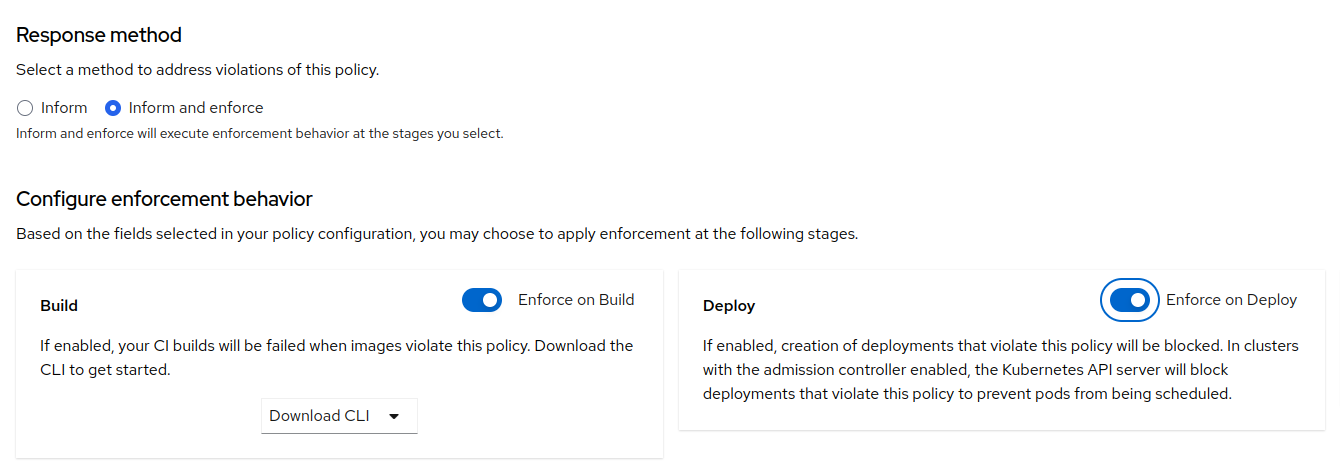 Response method
Select a method to address violations of this policy.
Inform
Inform and enforce
Inform and enforce will execute enforcement behavior at the stages you select.
Configure enforcement behavior
Based on the fields selected in your policy configuration, you may choose to apply enforcement at the following stages.
Build
Enforce on Build
If enabled, your CI builds will be failed when images violate this policy. Download the
CLI to get started.
Download CLI
Deploy
Enforce on Deploy
If enabled, creation of deployments that violate this policy will be blocked. In clusters
with the admission controller enabled, the Kubernetes API server will block
deployments that violate this policy to prevent pods from being scheduled.